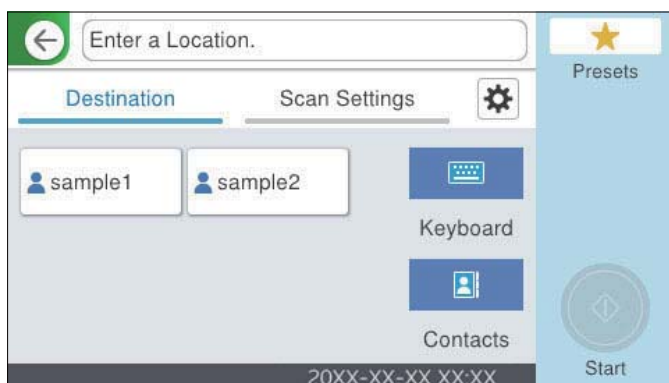 Enter a Location.
Presets
Destination
Scan Settings
sample1
sample2
Keyboard
Contacts
Start
20XX-XX-XX XX:XX